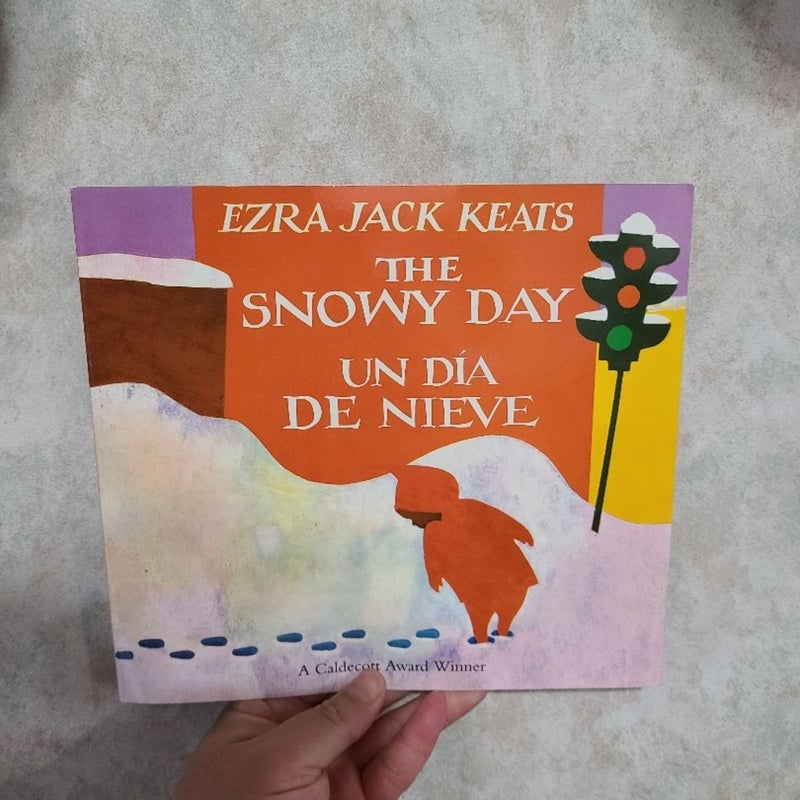 EZRA JACK KEATS
THE
SNOWY DAY
UN DÍA
DE NIEVE
A Caldecott Award Winner